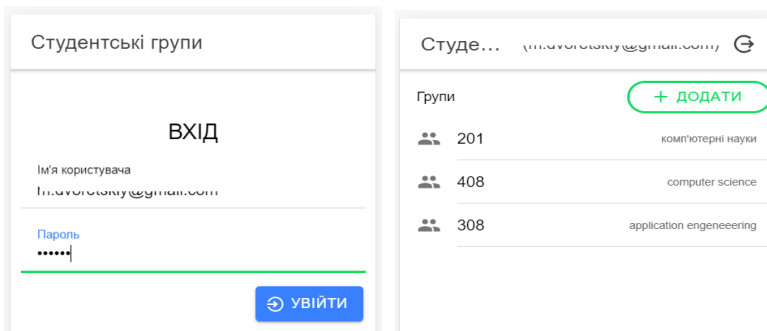 Студентські групи
ВХІД
Ім'я користувача
m.dvoretskiy@gmail.com
Пароль
••••••
УВІЙТИ
Студе... (m.dvoretskiy@gmail.com)
Групи
+ ДОДАТИ
201 комп'ютерні науки
408 computer science
308 application engeneeering